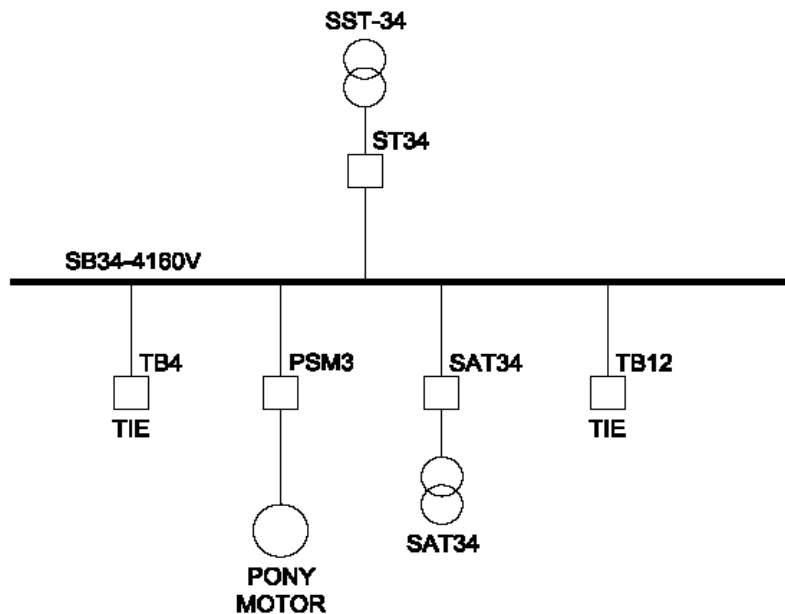 SST-34
ST34
SB34-4160V
TB4
PSM3
SAT34
TB12
TIE
TIE
SAT34
PONY
MOTOR